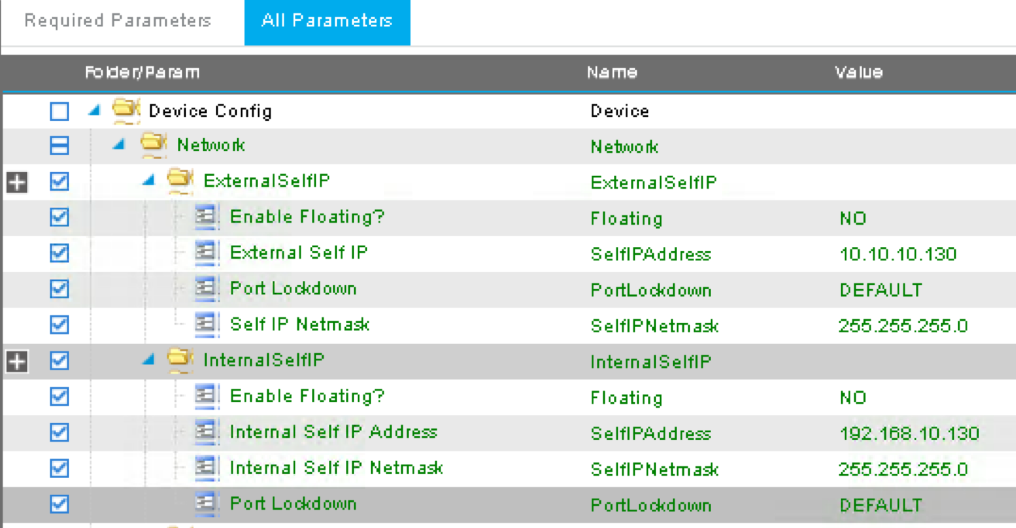 Required Parameters All Parameters
Folder/Param Name Value
Device Config Device
Network Network
ExternalSelfIP ExternalSelfIP
Enable Floating? Floating NO
External Self IP SelfIPAddress 10.10.10.130
Port Lockdown PortLockdown DEFAULT
Self IP Netmask SelfIPNetmask 255.255.255.0
InternalSelfIP InternalSelfIP
Enable Floating? Floating NO
Internal Self IP Address SelfIPAddress 192.168.10.130
Internal Self IP Netmask SelfIPNetmask 255.255.255.0
Port Lockdown PortLockdown DEFAULT